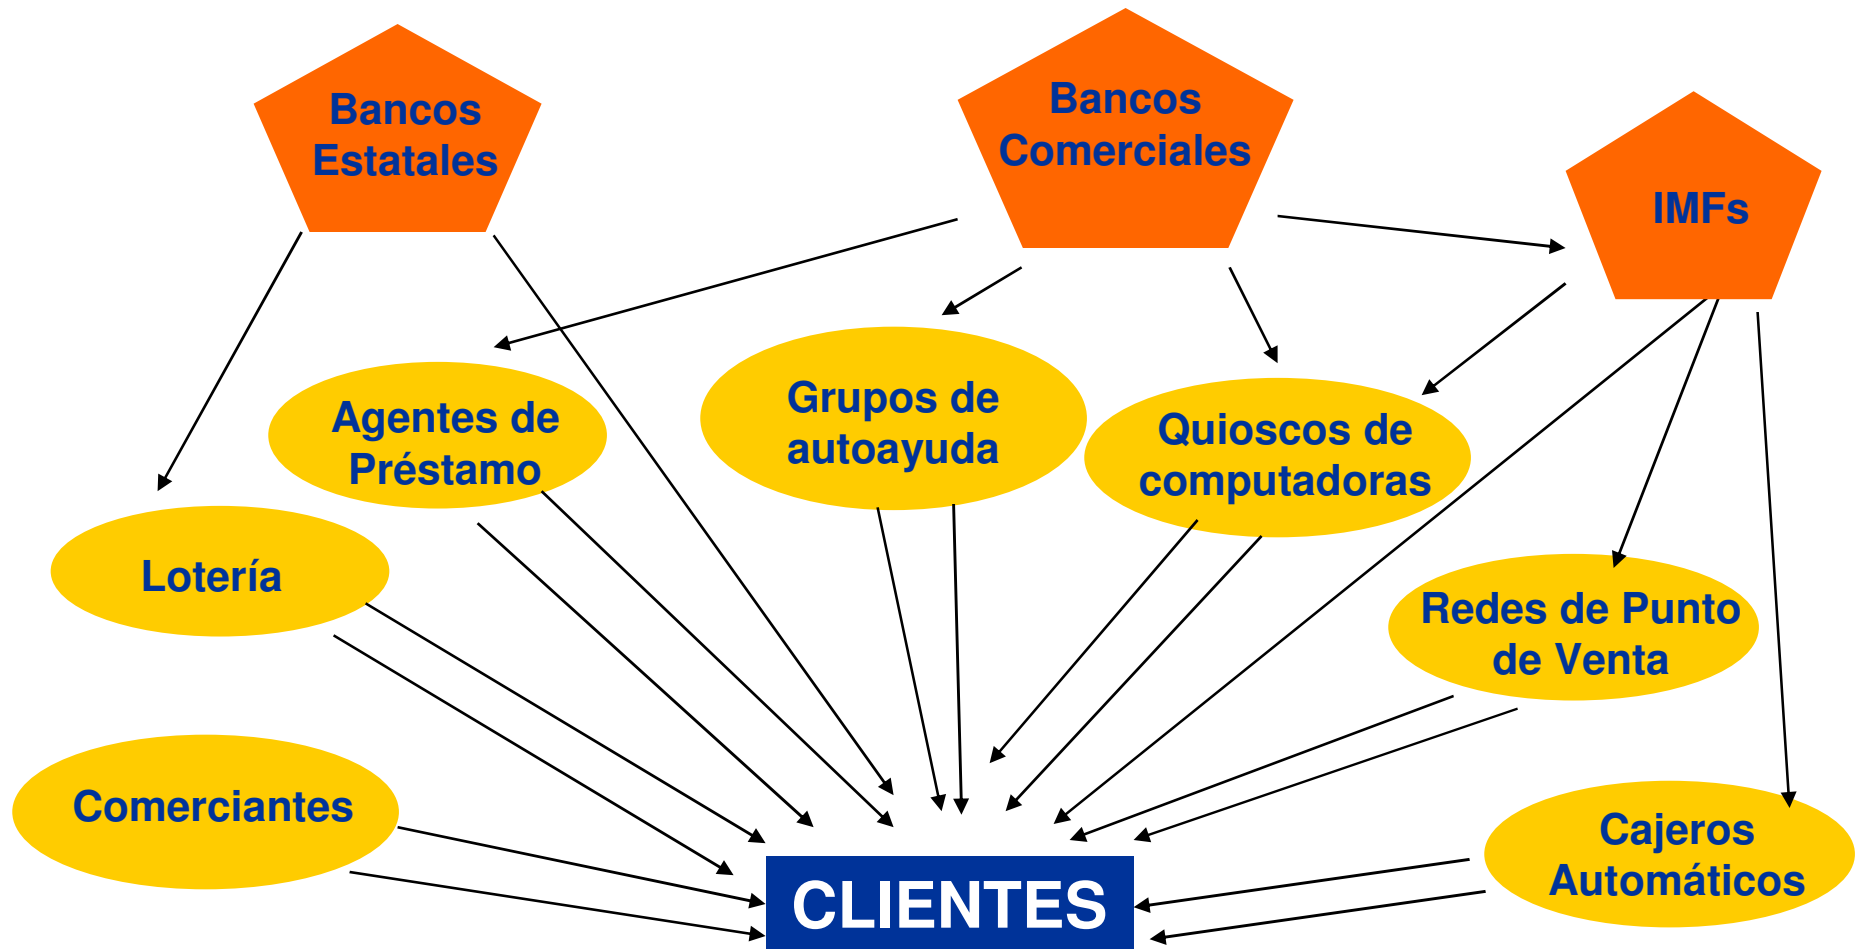 Bancos
Estatales
Bancos
Comerciales
IMFs
Agentes de
Préstamo
Grupos de
autoayuda
Quioscos de
computadoras
Lotería
Redes de Punto
de Venta
Comerciantes
Cajeros
Automáticos
CLIENTES